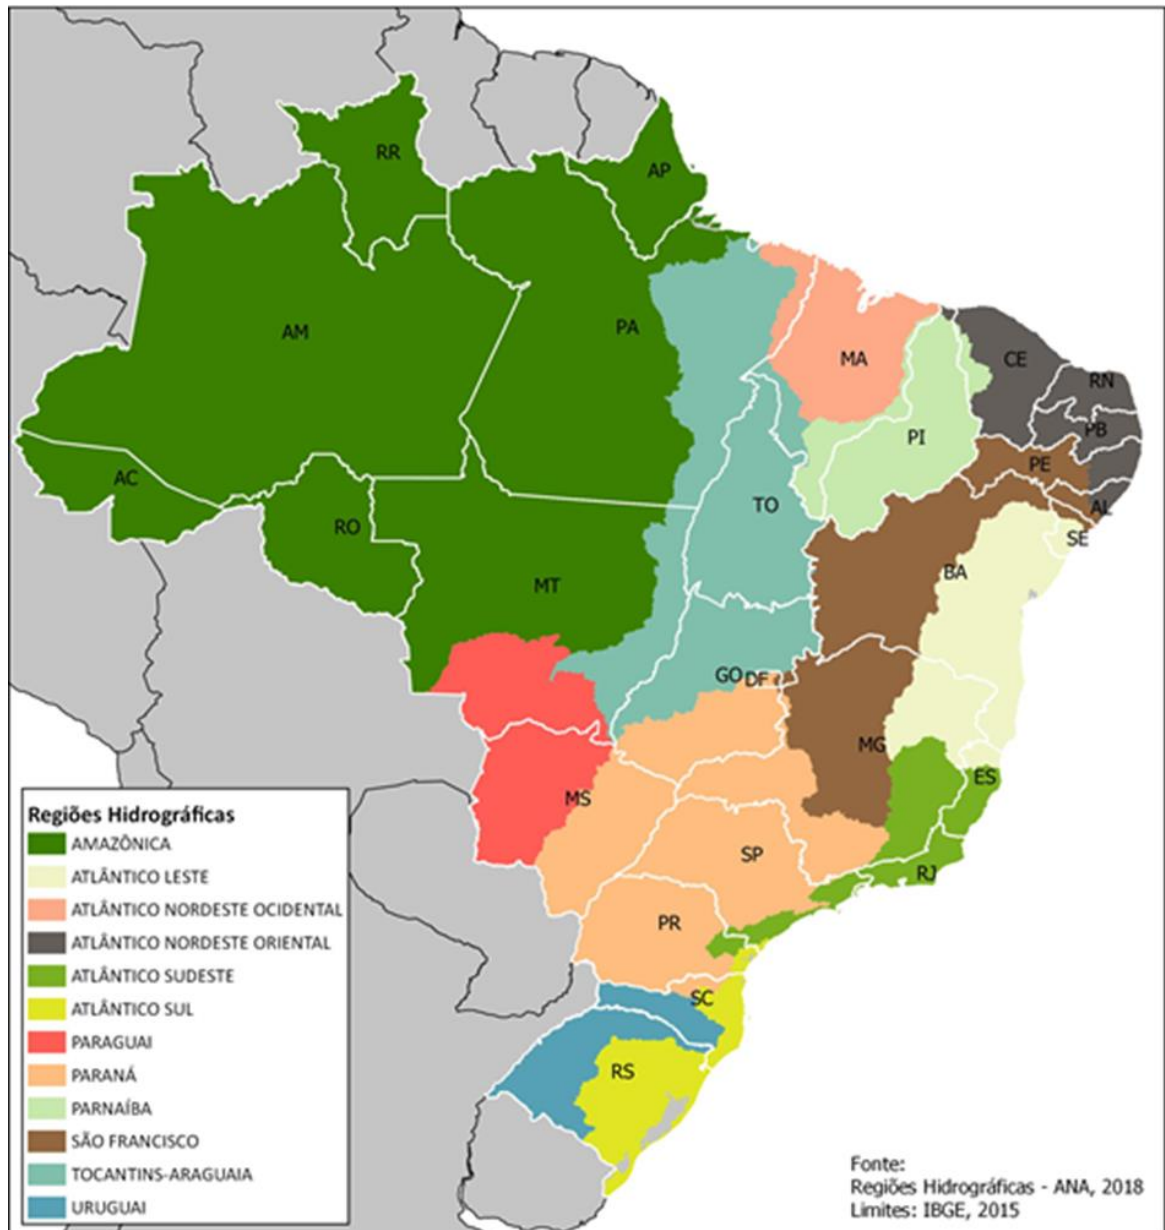 RR
AP
AM
PA
MA
CE
RN
PB
PI
PE
AL
SE
AC
RO
TO
BA
MT
GO
DF
MG
ES
MS
SP
RJ
PR
SC
RS
Regiões Hidrográficas
AMAZÔNICA
ATLÂNTICO LESTE
ATLÂNTICO NORDESTE OCIDENTAL
ATLÂNTICO NORDESTE ORIENTAL
ATLÂNTICO SUDESTE
ATLÂNTICO SUL
PARAGUAI
PARANÁ
PARNAÍBA
SÃO FRANCISCO
TOCANTINS-ARAGUAIA
URUGUAI
Fonte:
Regiões Hidrográficas - ANA, 2018
Limites: IBGE, 2015